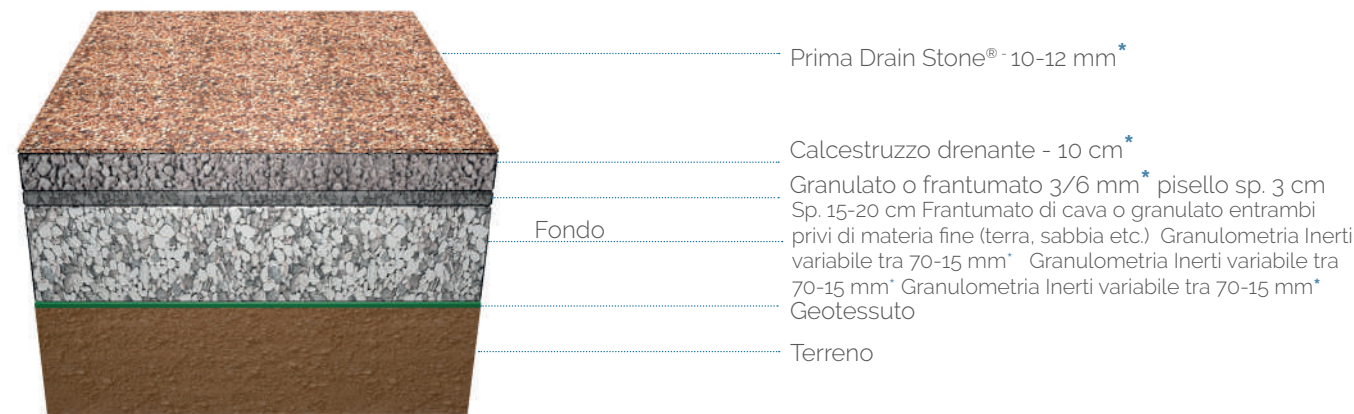 Prima Drain Stone® - 10-12 mm*
Calcestruzzo drenante - 10 cm*
Granulato o frantumato 3/6 mm* pisello sp. 3 cm
Fondo
Sp. 15-20 cm Frantumato di cava o granulato entrambi
privi di materia fine (terra, sabbia etc.) Granulometria Inerti
variabile tra 70-15 mm* Granulometria Inerti variabile tra
70-15 mm* Granulometria Inerti variabile tra 70-15 mm*
Geotessuto
Terreno